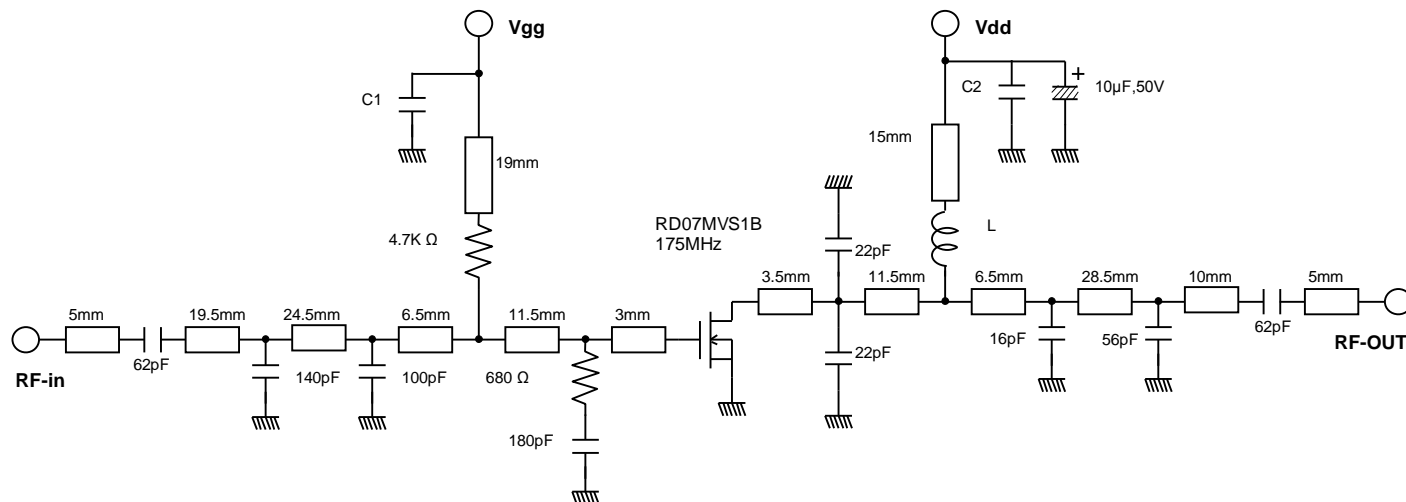 Vgg
Vdd
C1
C2
+
10μF,50V
19mm
15mm
4.7K Ω
RD07MVS1B
175MHz
L
22pF
5mm
19.5mm
24.5mm
6.5mm
11.5mm
3mm
3.5mm
11.5mm
6.5mm
28.5mm
10mm
5mm
RF-in
62pF
140pF
100pF
680 Ω
22pF
16pF
56pF
62pF
RF-OUT
180pF